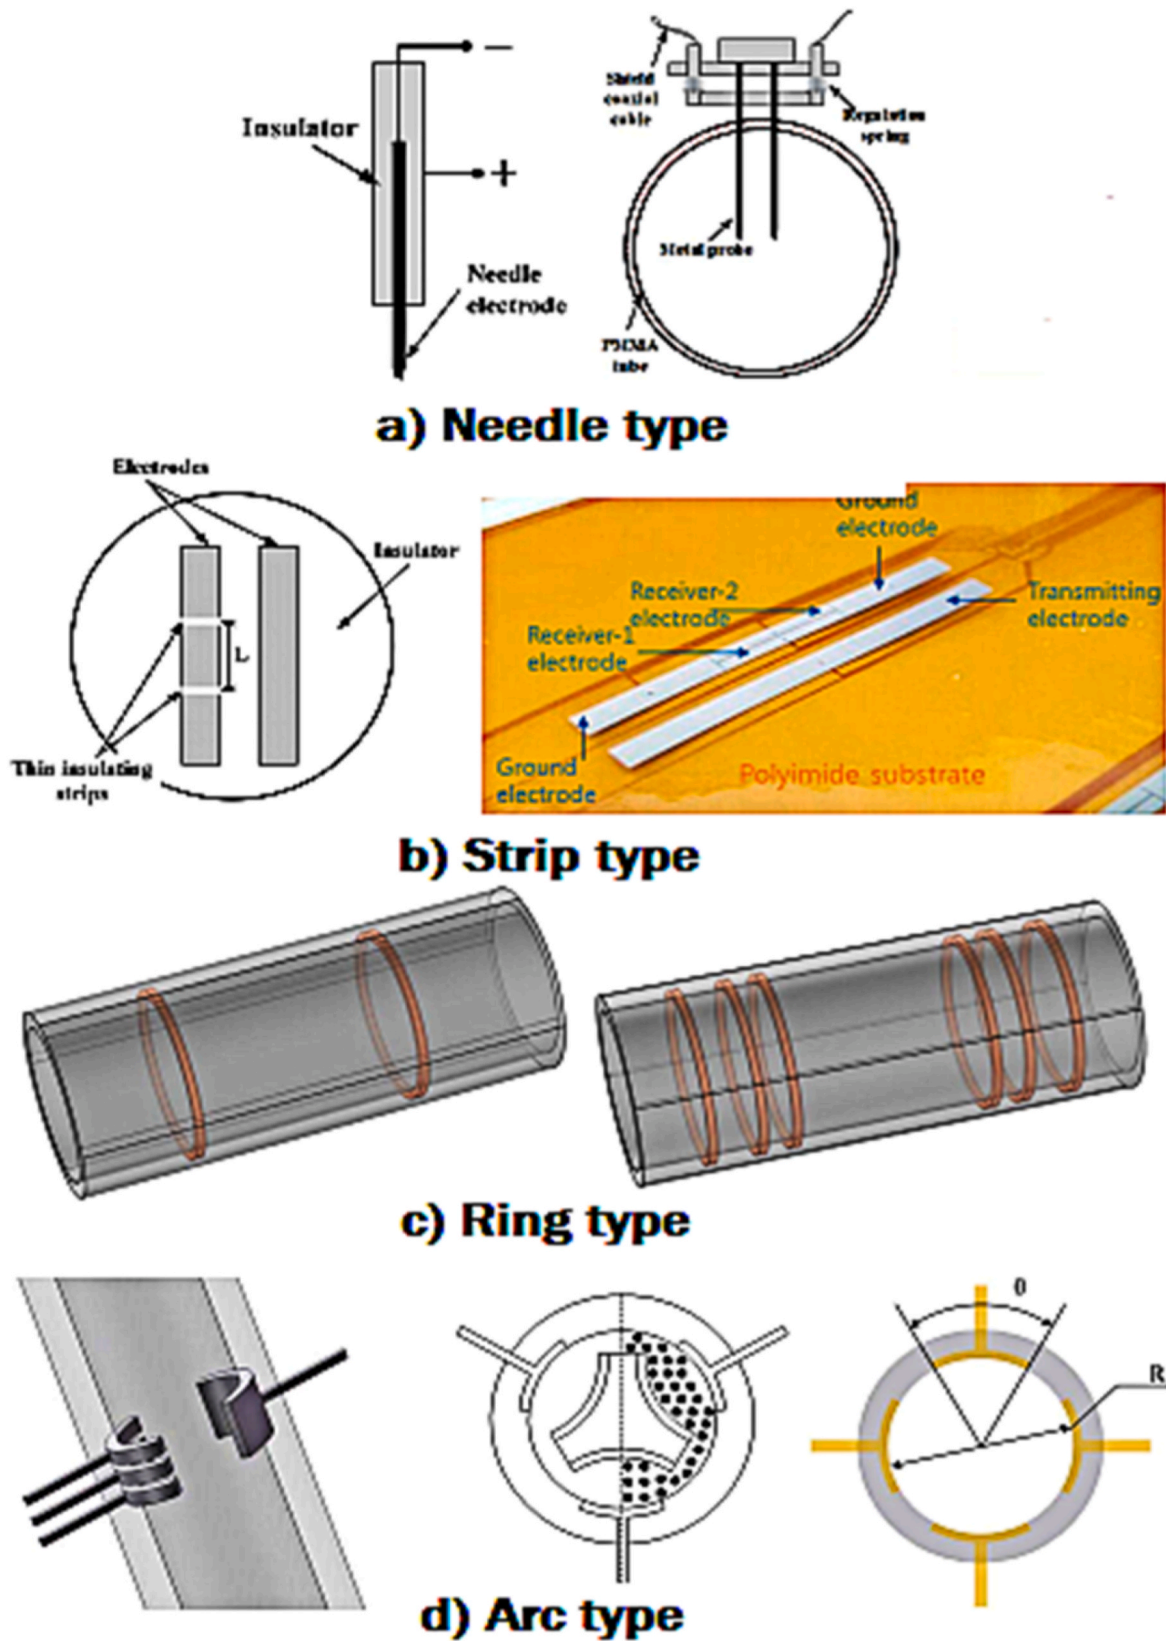 −
Insulator
+
Needle
electrode
Shield
coaxial
cable
Regulation
spring
Metal probe
PMMA
tube
a) Needle type
Electrodes
Insulator
L
Thin insulating
strips
Ground
electrode
Receiver-2
electrode
Transmitting
electrode
Receiver-1
electrode
Ground
electrode
Polyimide substrate
b) Strip type
c) Ring type
θ
R
d) Arc type